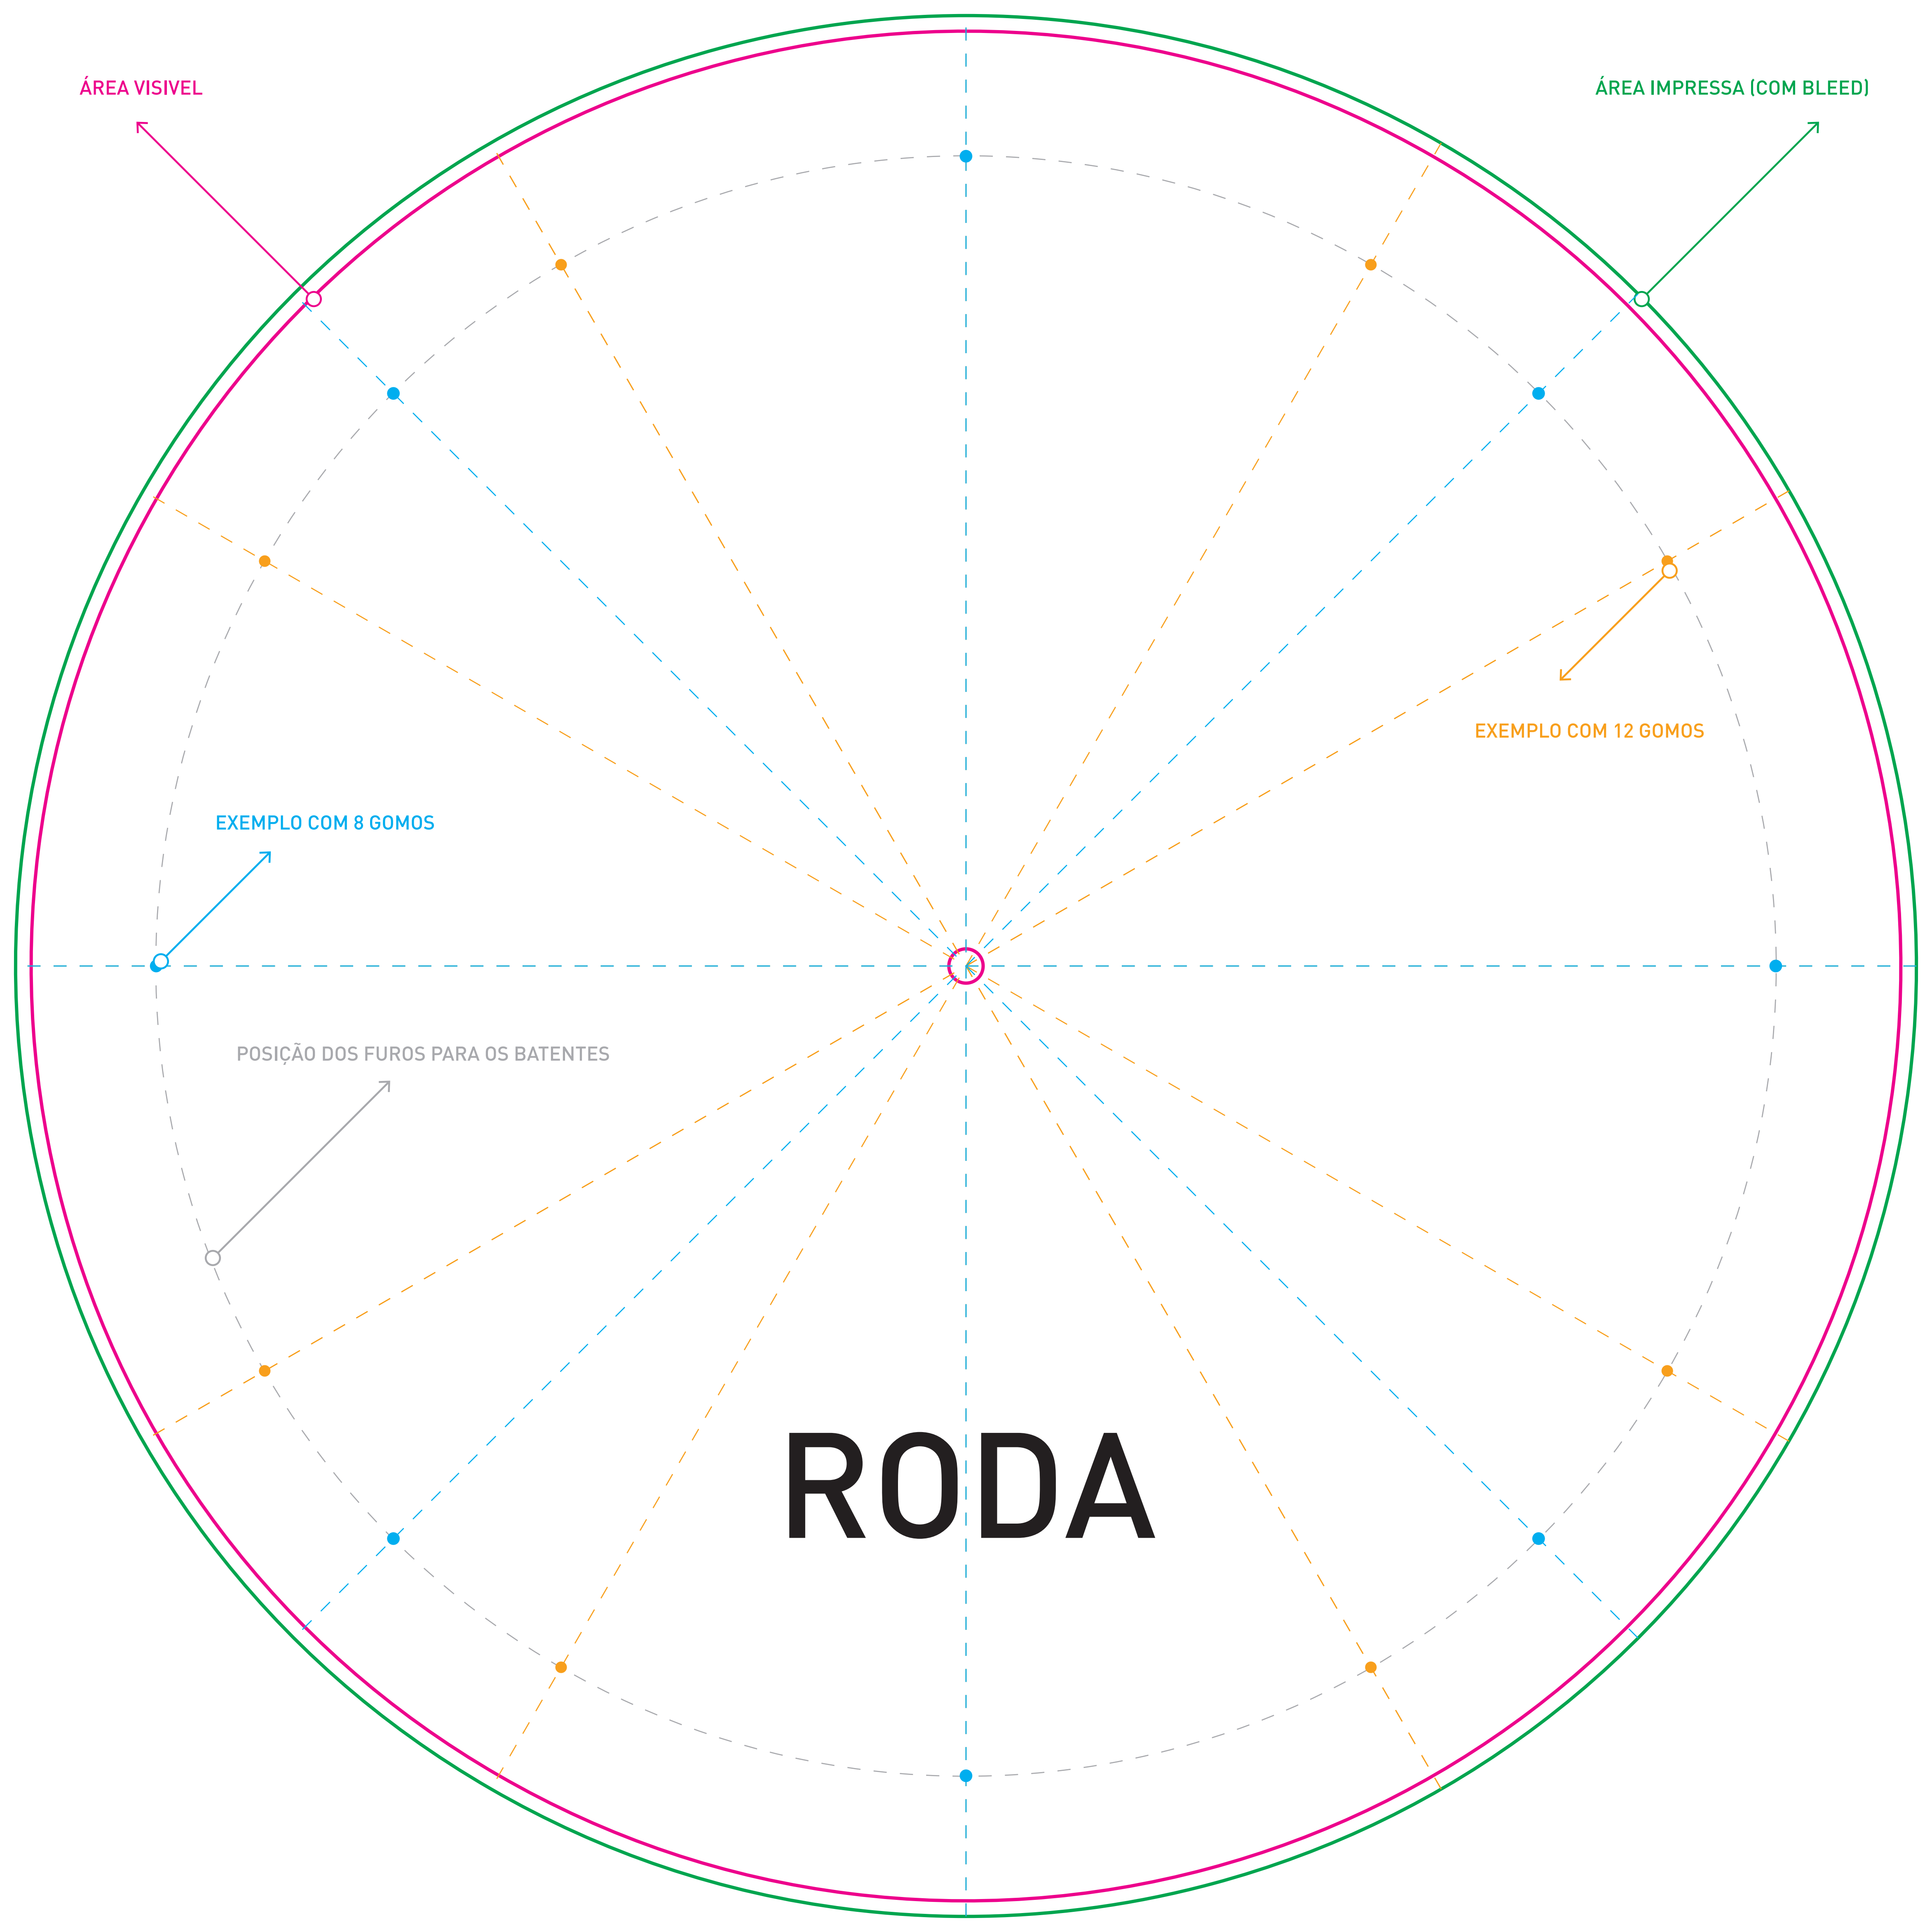 ÁREA VISIVEL
ÁREA IMPRESSA (COM BLEED)
EXEMPLO COM 12 GOMOS
EXEMPLO COM 8 GOMOS
POSIÇÃO DOS FUROS PARA OS BATENTES
RODA